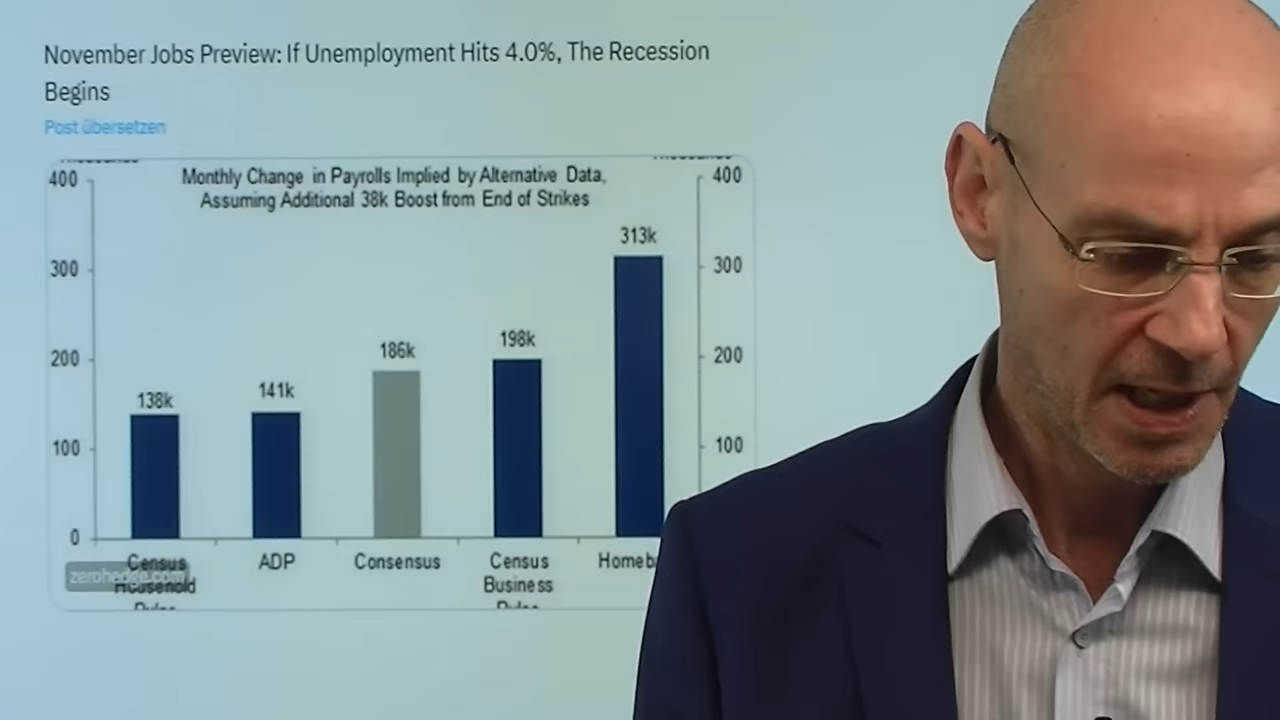 November Jobs Preview: If Unemployment Hits 4.0%, The Recession
Begins
Post übersetzen
400
Monthly Change in Payrolls Implied by Alternative Data,
400
Assuming Additional 38k Boost from End of Strikes
313k
300
300
198k
186k
200
200
141k
138k
100
100
0
Census
ADP
Consensus
Census
Homeb
zerohedge.com
Household
Business